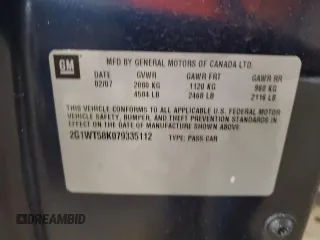 GM
MFD BY GENERAL MOTORS OF CANADA LTD.
DATE GVWR GAWR FRT GAWR RR
02/07 2080 KG 1120 KG 960 KG
4584 LB 2468 LB 2116 LB
THIS VEHICLE CONFORMS TO ALL APPLICABLE U.S. FEDERAL MOTOR
VEHICLE SAFETY, BUMPER, AND THEFT PREVENTION STANDARDS IN
EFFECT ON THE DATE OF MANUFACTURE SHOWN ABOVE.
2G1WT58K079335112 TYPE: PASS CAR
DREAMBID